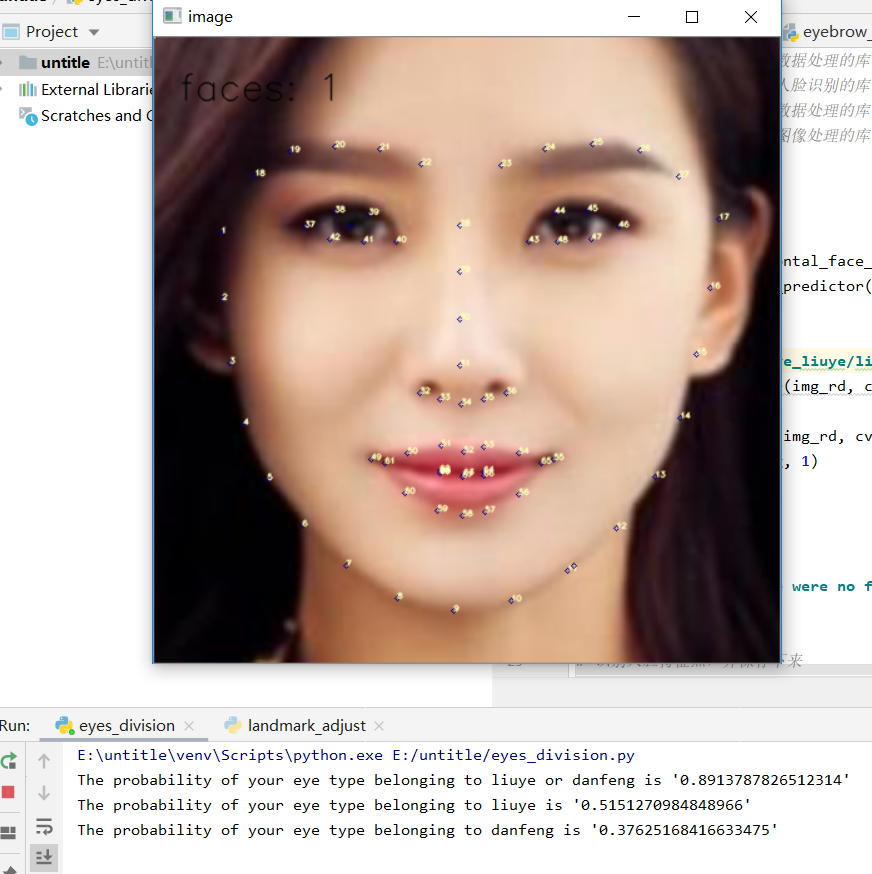 image
Project
eyebrow_
untitle E:\untitl
External Librarie
Scratches and C
数据处理的库
人脸识别的库
数据处理的库
图像处理的库
faces: 1
19
20
21
22
23
24
25
26
18
27
17
1
37
38
39
40
41
42
43
44
45
46
47
48
28
2
29
16
30
3
31
15
32
33
34
35
36
4
14
49
50
51
52
53
54
55
61
65
5
13
60
59
58
57
56
6
12
7
11
8
9
10
ntal_face_
predictor(
e_liuye/li
(img_rd, c
img_rd, cv
, 1)
were no f
下来
Run:
eyes_division
landmark_adjust
E:\untitle\venv\Scripts\python.exe E:/untitle/eyes_division.py
The probability of your eye type belonging to liuye or danfeng is '0.8913787826512314'
The probability of your eye type belonging to liuye is '0.5151270984848966'
The probability of your eye type belonging to danfeng is '0.37625168416633475'